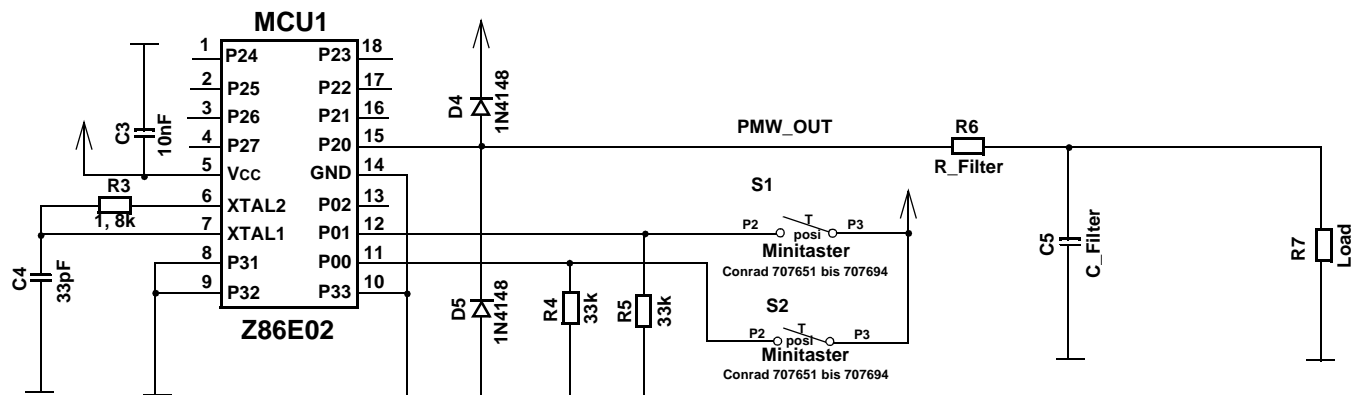 MCU1
1 P24 P23 18
2 P25 P22 17
3 P26 P21 16
4 P27 P20 15
5 VCC GND 14
6 XTAL2 P02 13
7 XTAL1 P01 12
8 P31 P00 11
9 P32 P33 10
Z86E02
C3
10nF
R3
1, 8k
C4
33pF
D4
1N4148
D5
1N4148
PMW_OUT
R4
33k
R5
33k
S1
P2 T P3
posi
Minitaster
Conrad 707651 bis 707694
S2
P2 T P3
posi
Minitaster
Conrad 707651 bis 707694
R6
R_Filter
C5
C_Filter
R7
Load